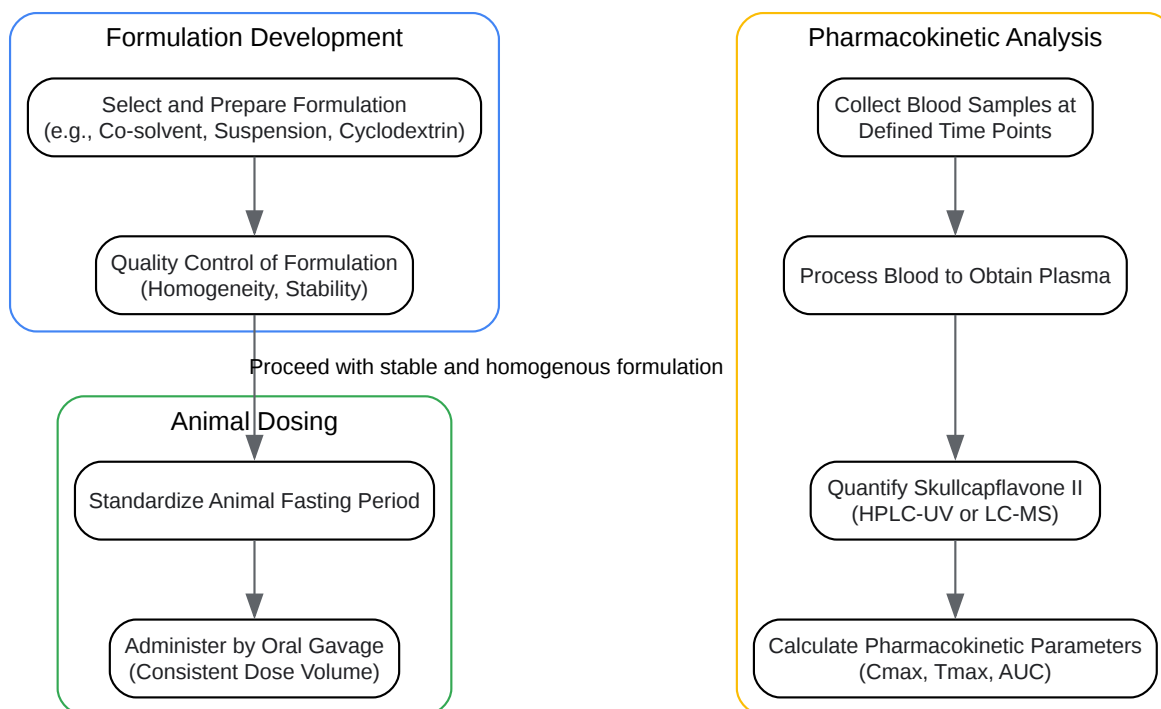 Formulation Development
Select and Prepare Formulation
(e.g., Co-solvent, Suspension, Cyclodextrin)
Quality Control of Formulation
(Homogeneity, Stability)
Proceed with stable and homogenous formulation
Animal Dosing
Standardize Animal Fasting Period
Administer by Oral Gavage
(Consistent Dose Volume)
Pharmacokinetic Analysis
Collect Blood Samples at
Defined Time Points
Process Blood to Obtain Plasma
Quantify Skullcapflavone II
(HPLC-UV or LC-MS)
Calculate Pharmacokinetic Parameters
(Cmax, Tmax, AUC)